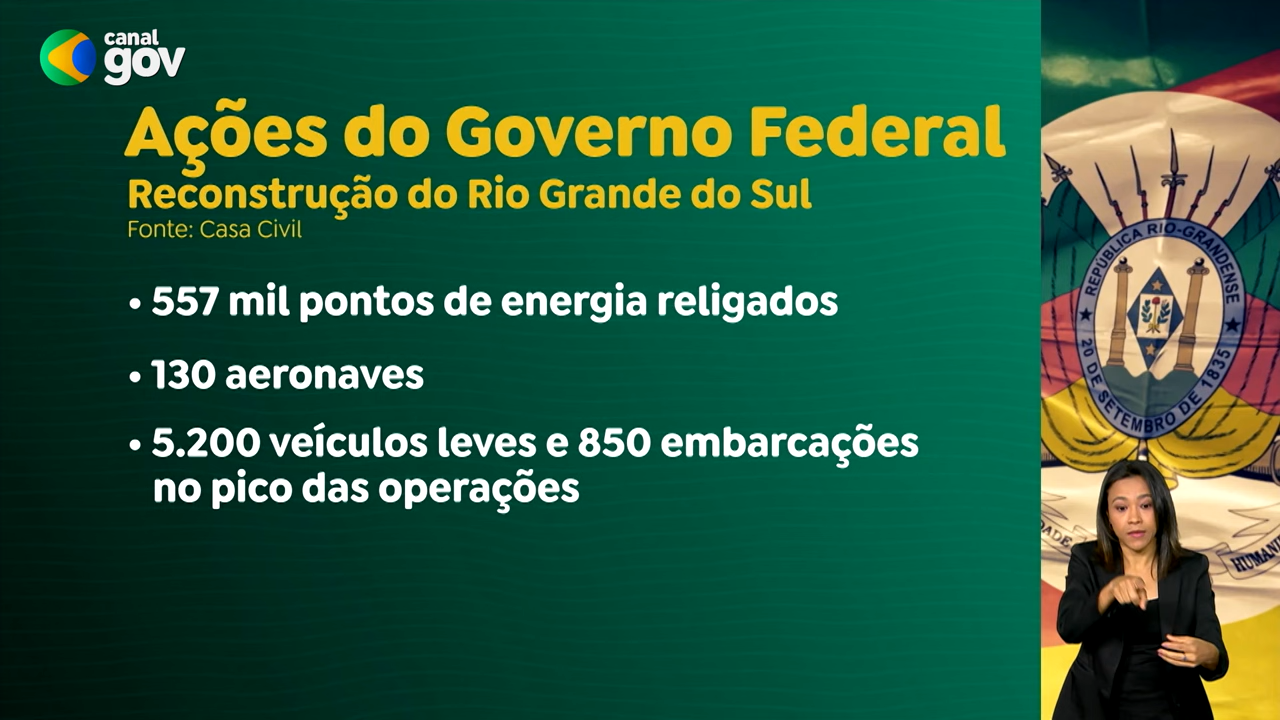 canal
gov
Ações do Governo Federal
Reconstrução do Rio Grande do Sul
Fonte: Casa Civil
• 557 mil pontos de energia religados
• 130 aeronaves
• 5.200 veículos leves e 850 embarcações
no pico das operações
REPÚBLICA RIO-GRANDENSE
20 DE SETEMBRO DE 1835